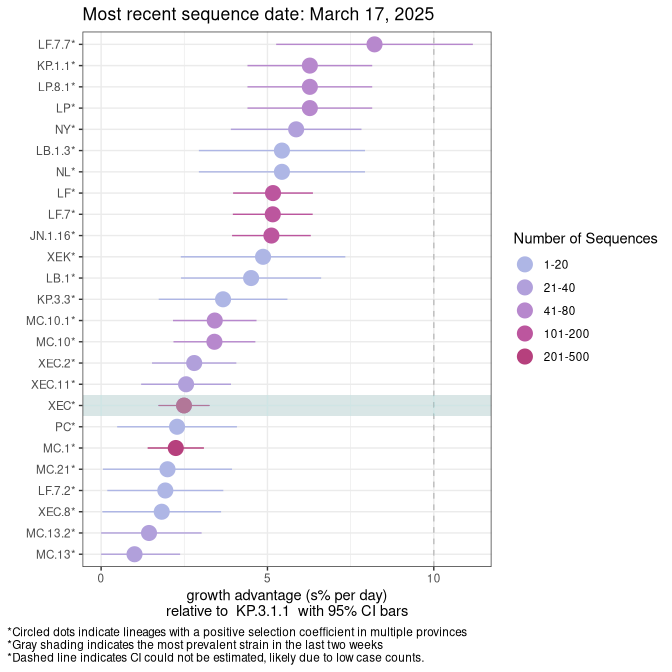 Most recent sequence date: March 17, 2025
LF.7.7*
KP.1.1*
LP.8.1*
LP*
NY*
LB.1.3*
NL*
LF*
LF.7*
JN.1.16*
XEK*
LB.1*
KP.3.3*
MC.10.1*
MC.10*
XEC.2*
XEC.11*
XEC*
PC*
MC.1*
MC.21*
LF.7.2*
XEC.8*
MC.13.2*
MC.13*
0 5 10
growth advantage (s% per day)
relative to KP.3.1.1 with 95% CI bars
Number of Sequences
1-20
21-40
41-80
101-200
201-500
*Circled dots indicate lineages with a positive selection coefficient in multiple provinces
*Gray shading indicates the most prevalent strain in the last two weeks
*Dashed line indicates CI could not be estimated, likely due to low case counts.